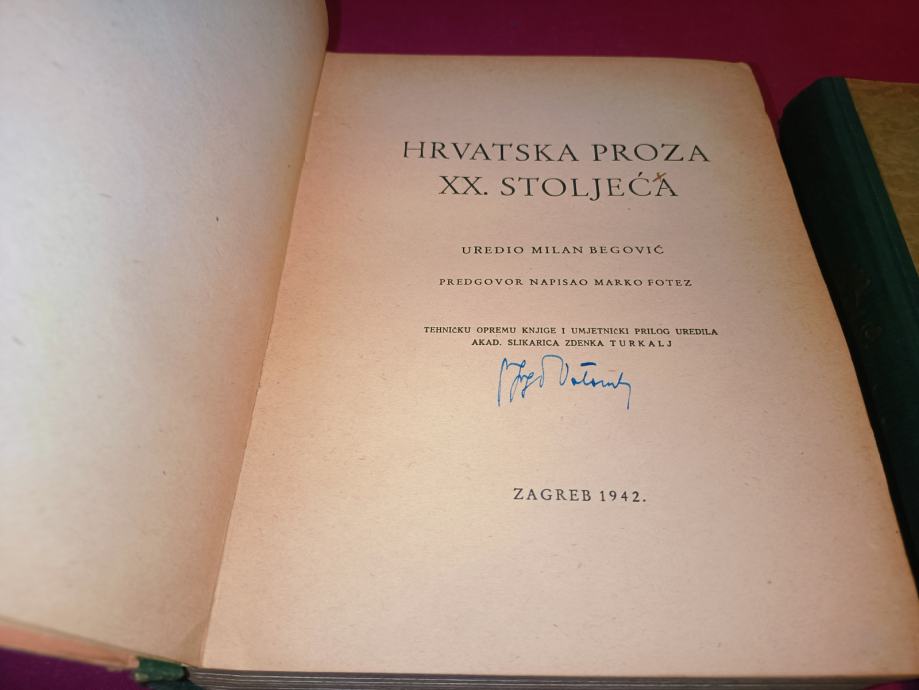 HRVATSKA PROZA
XX. STOLJEĆA
UREDIO MILAN BEGOVIĆ
PREDGOVOR NAPISAO MARKO FOTEZ
TEHNIČKU OPREMU KNJIGE I UMJETNIČKI PRILOG UREDILA
AKAD. SLIKARICA ZDENKA TURKALJ
ZAGREB 1942.